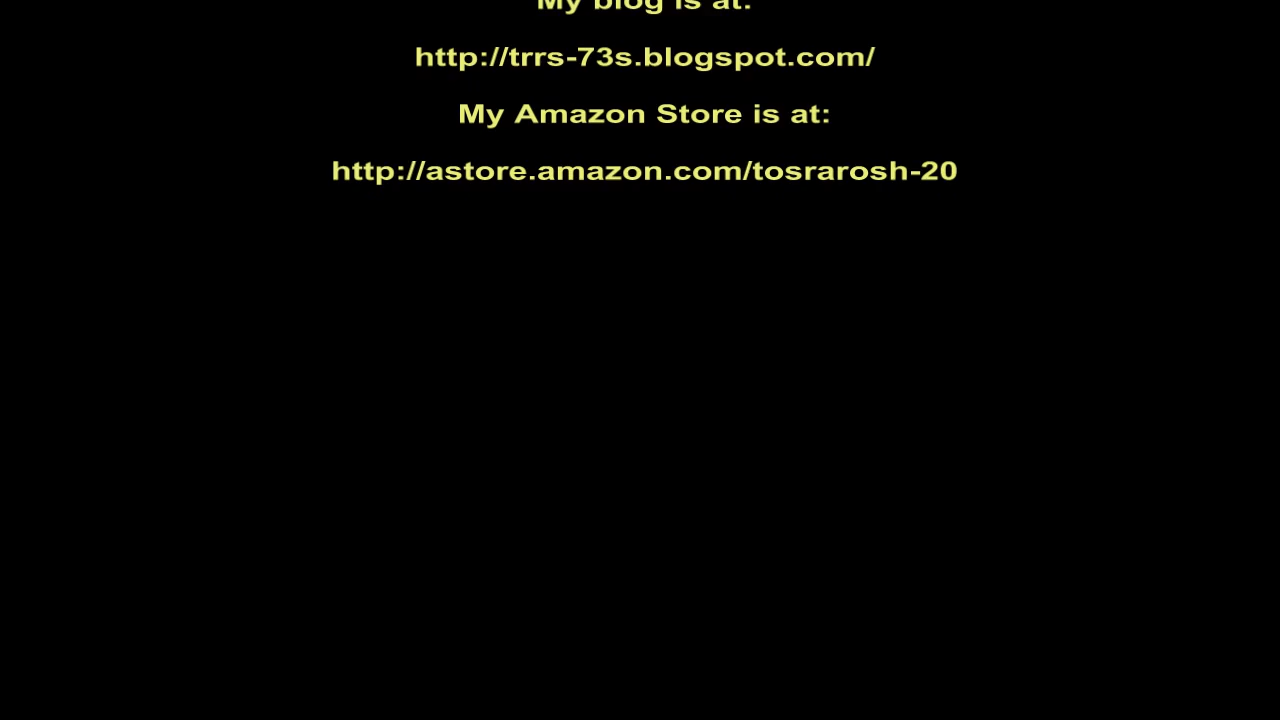 My blog is at:
http://trrs-73s.blogspot.com/
My Amazon Store is at:
http://astore.amazon.com/tosrarosh-20